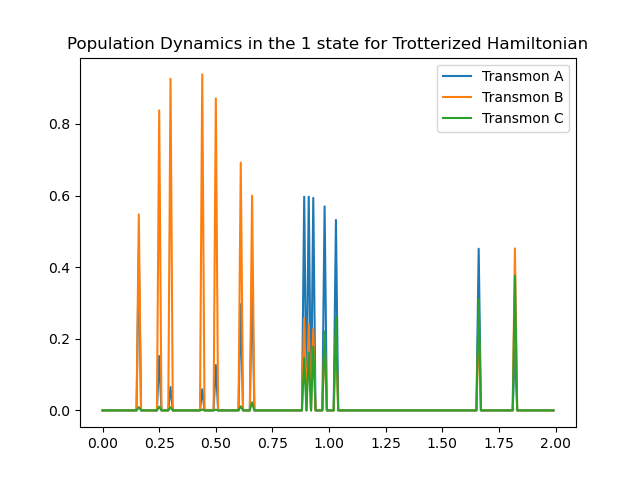 Population Dynamics in the 1 state for Trotterized Hamiltonian
Transmon A
Transmon B
Transmon C
0.8
0.6
0.4
0.2
0.0
0.00 0.25 0.50 0.75 1.00 1.25 1.50 1.75 2.00